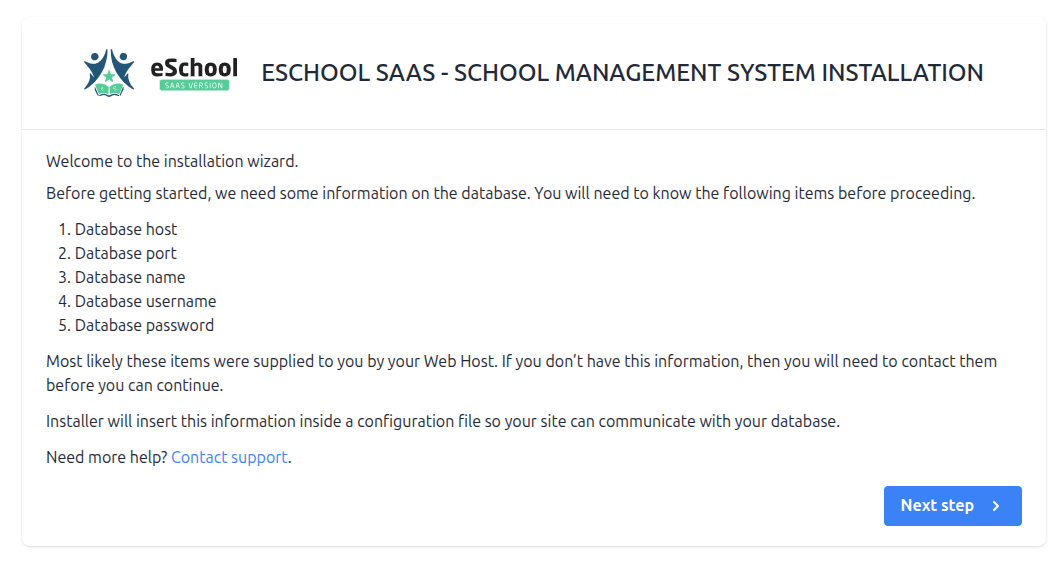 eSchool
SAAS VERSION
ESCHOOL SAAS - SCHOOL MANAGEMENT SYSTEM INSTALLATION
Welcome to the installation wizard.
Before getting started, we need some information on the database. You will need to know the following items before proceeding.
1. Database host
2. Database port
3. Database name
4. Database username
5. Database password
Most likely these items were supplied to you by your Web Host. If you don’t have this information, then you will need to contact them
before you can continue.
Installer will insert this information inside a configuration file so your site can communicate with your database.
Need more help? Contact support.
Next step